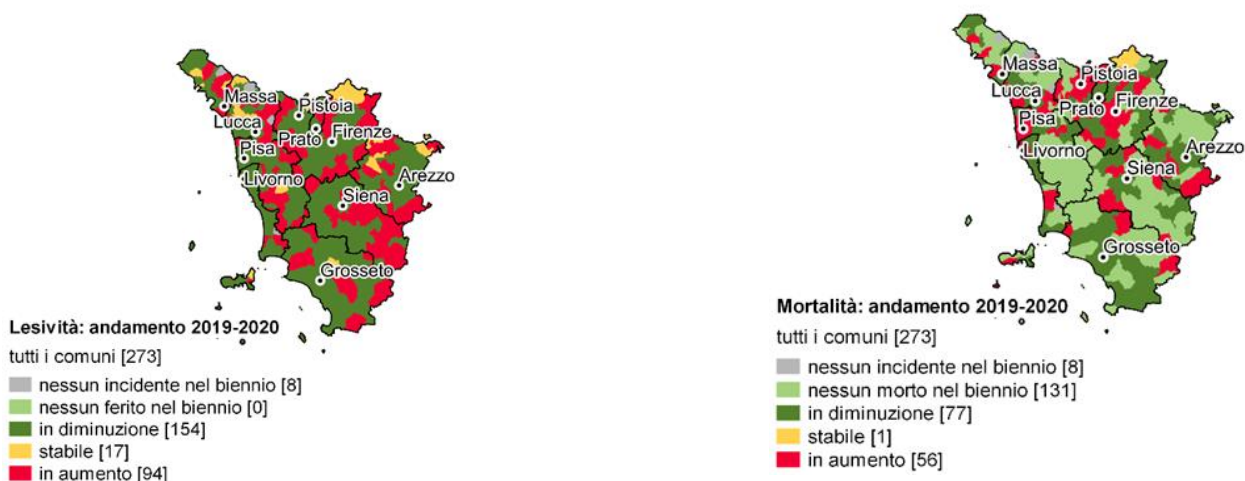 Massa
Pistoia
Lucca
Prato
Firenze
Pisa
Livorno
Arezzo
Siena
Grosseto
Lesività: andamento 2019-2020
tutti i comuni [273]
nessun incidente nel biennio [8]
nessun ferito nel biennio [0]
in diminuzione [154]
stabile [17]
in aumento [94]
Massa
Pistoia
Lucca
Prato
Firenze
Pisa
Livorno
Arezzo
Siena
Grosseto
Mortalità: andamento 2019-2020
tutti i comuni [273]
nessun incidente nel biennio [8]
nessun morto nel biennio [131]
in diminuzione [77]
stabile [1]
in aumento [56]